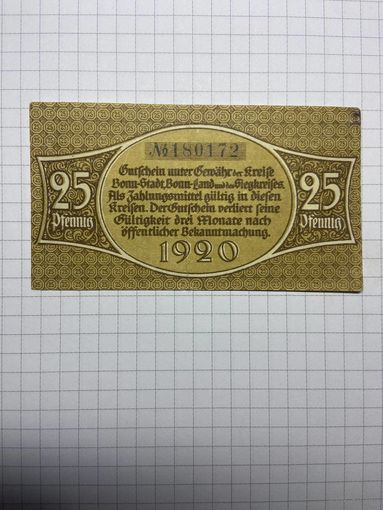 №180172
Gutschein unter Gewähr der Kreise
Bonn-Stadt, Bonn-Land und des Siegkreises.
Als Zahlungsmittel gültig in diesen
Kreisen. Der Gutschein verliert seine
Gültigkeit drei Monate nach
öffentlicher Bekanntmachung.
1920
25
Pfennig
25
Pfennig